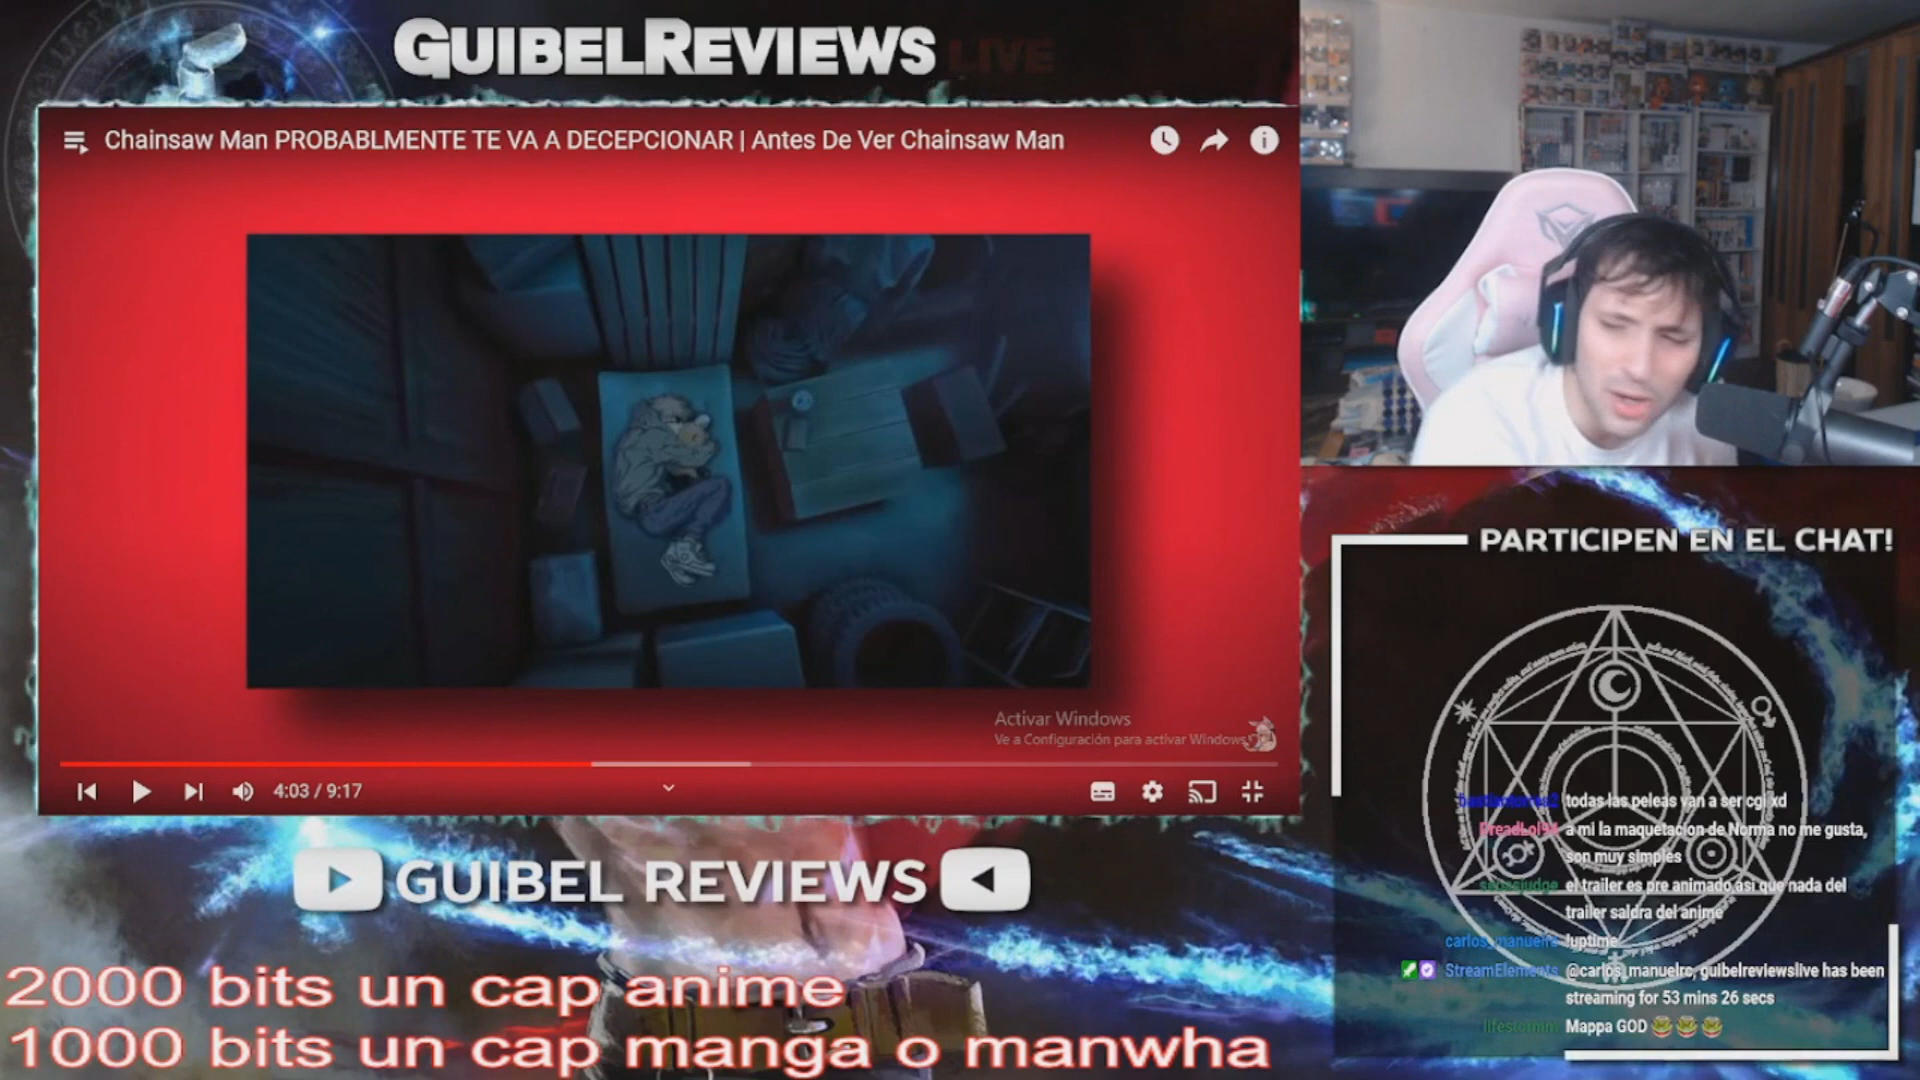 GUIBELREVIEWS LIVE
Chainsaw Man PROBABLMENTE TE VA A DECEPCIONAR | Antes De Ver Chainsaw Man
Activar Windows
Ve a Configuración para activar Windows.
4:03 / 9:17
GUIBEL REVIEWS
2000 bits un cap anime
1000 bits un cap manga o manwha
PARTICIPEN EN EL CHAT!
todas las peleas van a ser cgi xd
a mi la maquetacion de Norma no me gusta,
son muy simples
el trailer es pre animado asi que nada del
trailer saldra del anime
!uptime
StreamElements @carlos_manuelrc, guibelreviewslive has been
streaming for 53 mins 26 secs
Mappa GOD